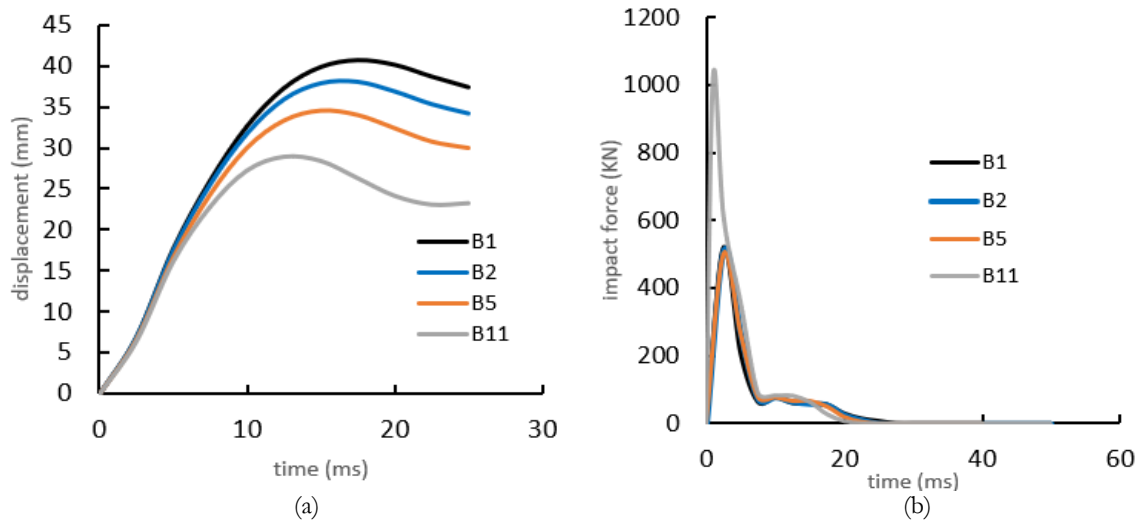 45
40
35
30
25
20
15
10
5
0
displacement (mm)
B1
B2
B5
B11
0 10 20 30
time (ms)
(a)
1200
1000
800
600
400
200
0
impact force (KN)
B1
B2
B5
B11
0 20 40 60
time (ms)
(b)